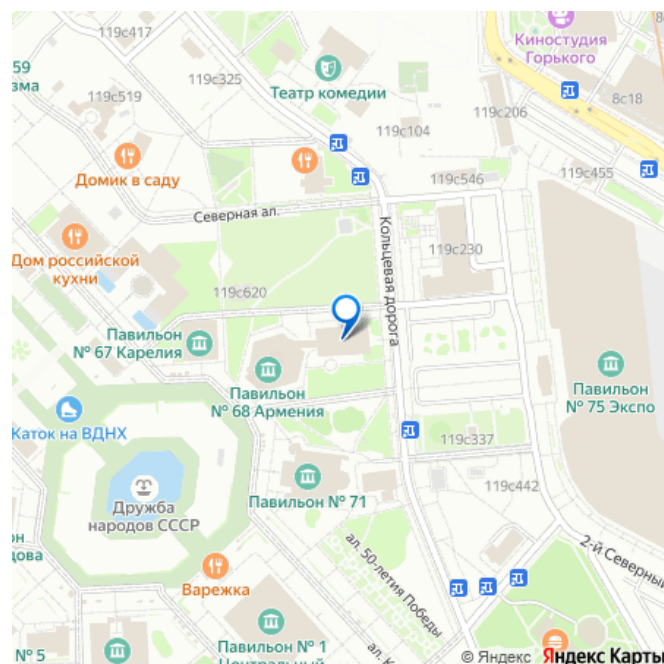 119с417
Киностудия
Горького
59
зма
119с325
Театр комедии
8с18
119с519
119с206
119с104
Домик в саду
119с546
119с455
Северная ал.
Кольцевая дорога
119с230
Дом российской
кухни
119с620
Павильон
№ 67 Карелия
Павильон
№ 68 Армения
Павильон
№ 75 Экспо
Каток на ВДНХ
119с337
119с442
Павильон № 71
Дружба
народов СССР
он
цова
ал. 50-летия Победы
2-й Северный
Варежка
Павильон № 1
Центральный
№ 5
ал. К
© Яндекс Яндекс Карты